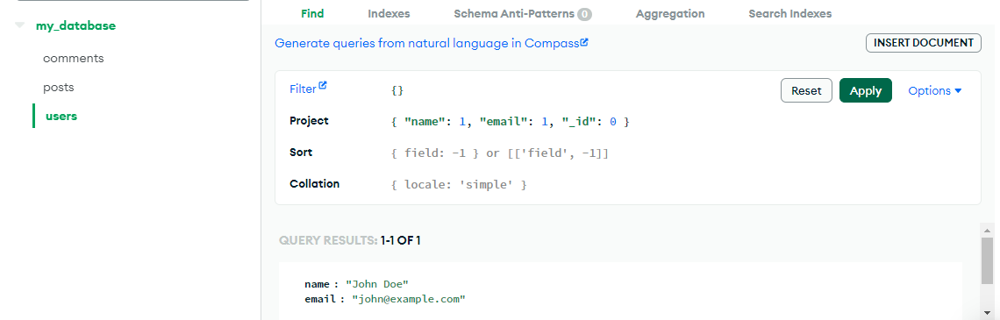 my_database
comments
posts
users
Find Indexes Schema Anti-Patterns 0 Aggregation Search Indexes
Generate queries from natural language in Compass
INSERT DOCUMENT
Filter {} Reset Apply Options
Project { "name": 1, "email": 1, "_id": 0 }
Sort { field: -1 } or [['field', -1]]
Collation { locale: 'simple' }
QUERY RESULTS: 1-1 OF 1
name : "John Doe"
email : "john@example.com"